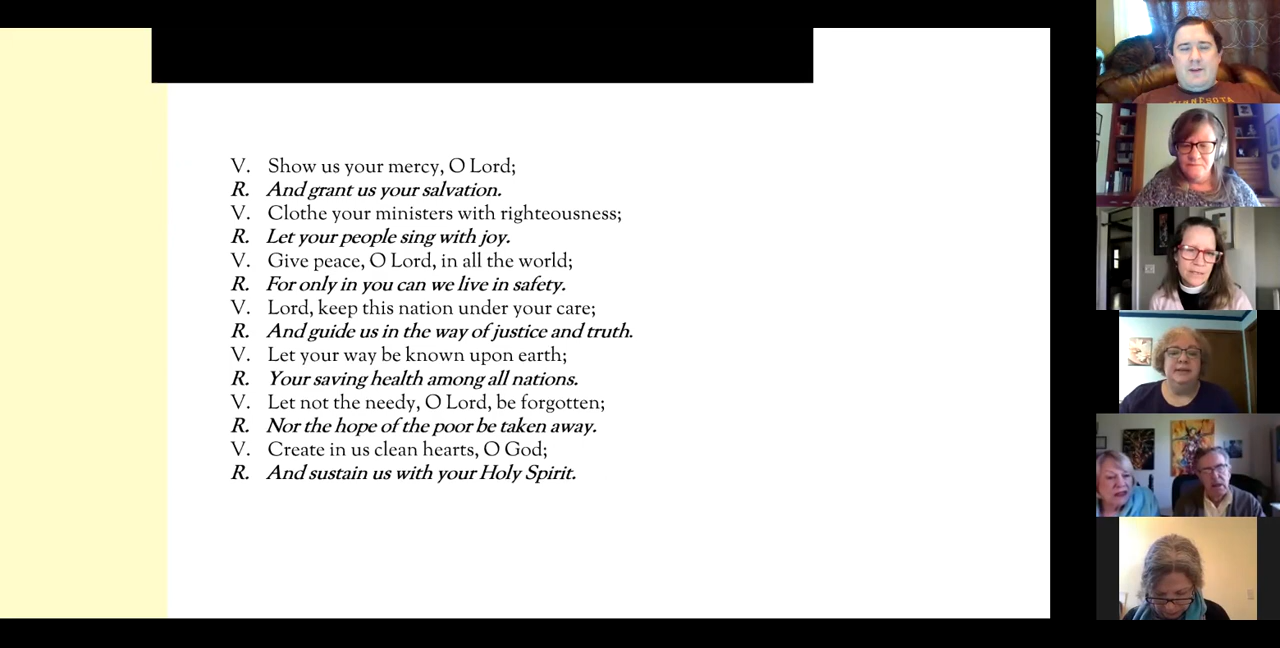 V. Show us your mercy, O Lord;
R. And grant us your salvation.
V. Clothe your ministers with righteousness;
R. Let your people sing with joy.
V. Give peace, O Lord, in all the world;
R. For only in you can we live in safety.
V. Lord, keep this nation under your care;
R. And guide us in the way of justice and truth.
V. Let your way be known upon earth;
R. Your saving health among all nations.
V. Let not the needy, O Lord, be forgotten;
R. Nor the hope of the poor be taken away.
V. Create in us clean hearts, O God;
R. And sustain us with your Holy Spirit.
MINNESOTA